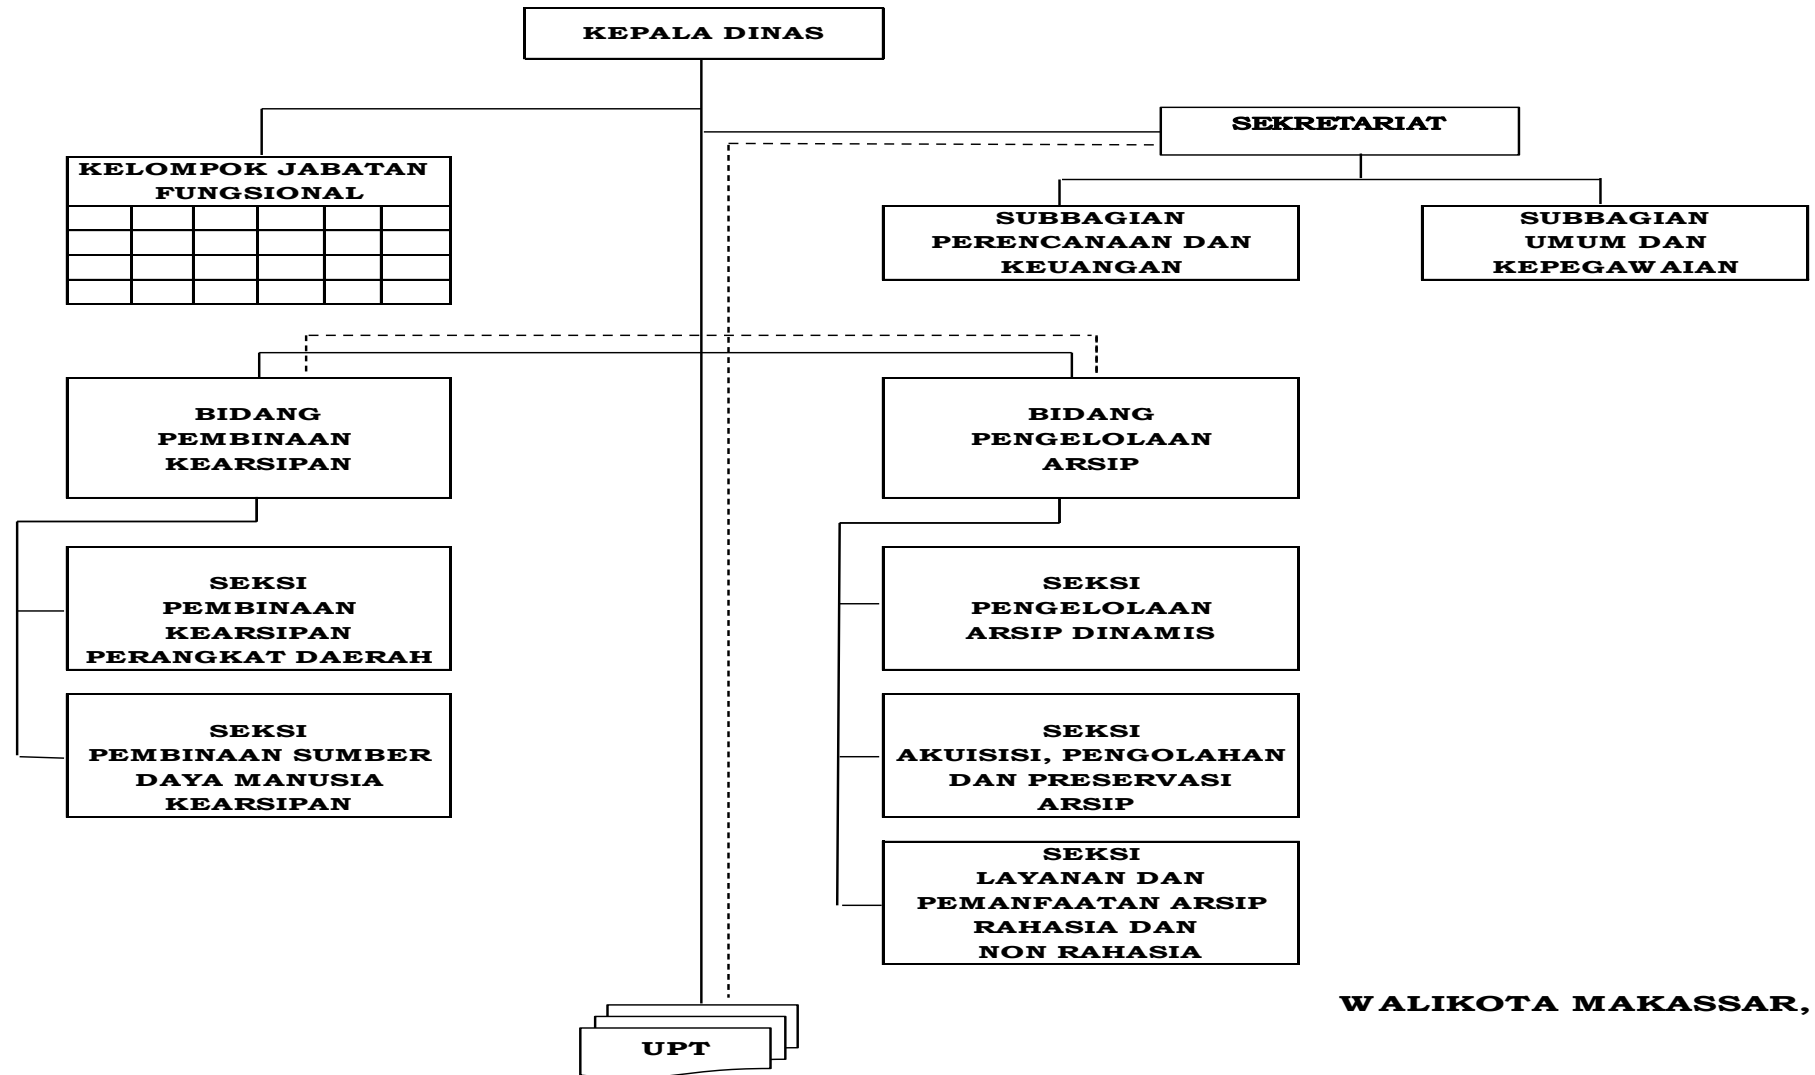 KEPALA DINAS
SEKRETARIAT
KELOMPOK JABATAN
FUNGSIONAL
SUBBAGIAN
PERENCANAAN DAN
KEUANGAN
SUBBAGIAN
UMUM DAN
KEPEGAWAIAN
BIDANG
PEMBINAAN
KEARSIPAN
BIDANG
PENGELOLAAN
ARSIP
SEKSI
PEMBINAAN
KEARSIPAN
PERANGKAT DAERAH
SEKSI
PENGELOLAAN
ARSIP DINAMIS
SEKSI
PEMBINAAN SUMBER
DAYA MANUSIA
KEARSIPAN
SEKSI
AKUISISI, PENGOLAHAN
DAN PRESERVASI
ARSIP
SEKSI
LAYANAN DAN
PEMANFAATAN ARSIP
RAHASIA DAN
NON RAHASIA
WALIKOTA MAKASSAR,
UPT